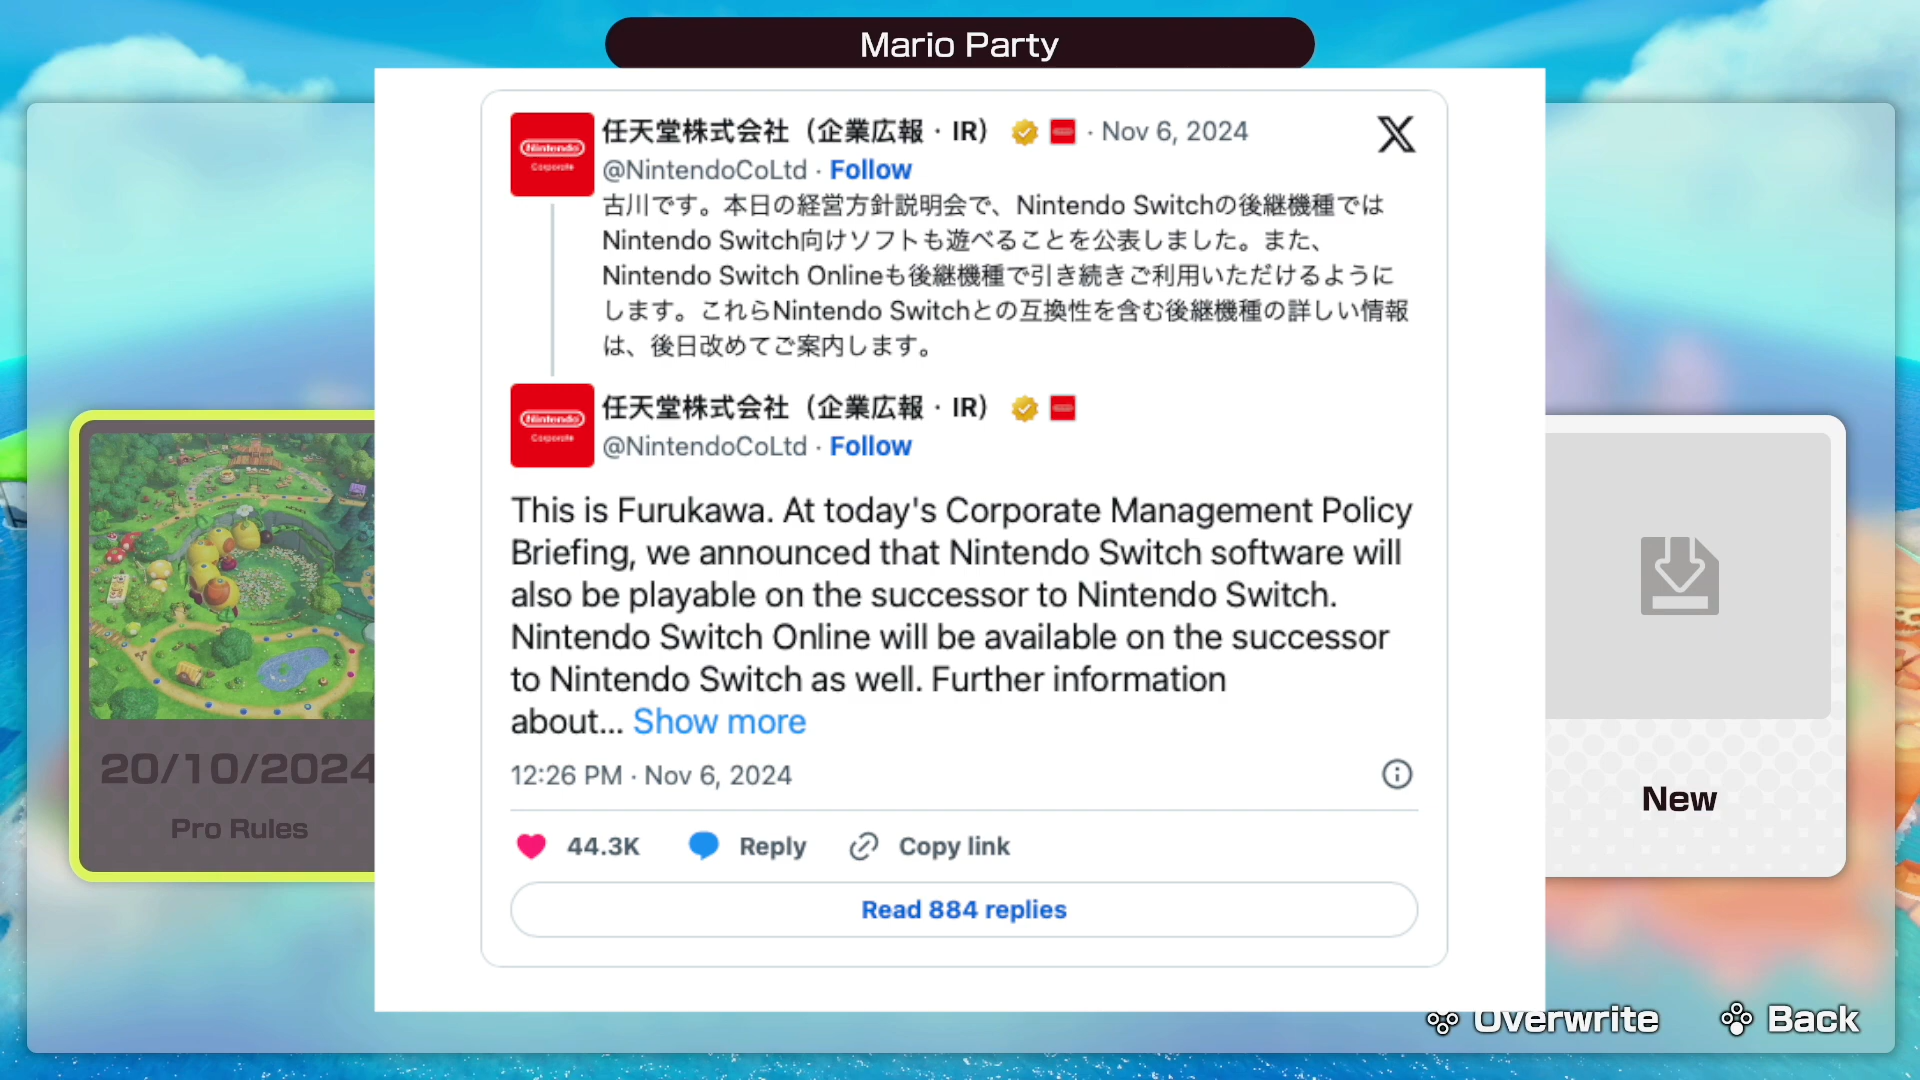 Mario Party
任天堂株式会社（企業広報・IR） · Nov 6, 2024
Nintendo
Corporate
@NintendoCoLtd · Follow
古川です。本日の経営方針説明会で、Nintendo Switchの後継機種では
Nintendo Switch向けソフトも遊べることを公表しました。また、
Nintendo Switch Onlineも後継機種で引き続きご利用いただけるように
します。これらNintendo Switchとの互換性を含む後継機種の詳しい情報
は、後日改めてご案内します。
任天堂株式会社（企業広報・IR）
Nintendo
Corporate
@NintendoCoLtd · Follow
This is Furukawa. At today's Corporate Management Policy
Briefing, we announced that Nintendo Switch software will
also be playable on the successor to Nintendo Switch.
Nintendo Switch Online will be available on the successor
to Nintendo Switch as well. Further information
about... Show more
12:26 PM · Nov 6, 2024
44.3K Reply Copy link
Read 884 replies
20/10/2024
Pro Rules
New
Overwrite Back